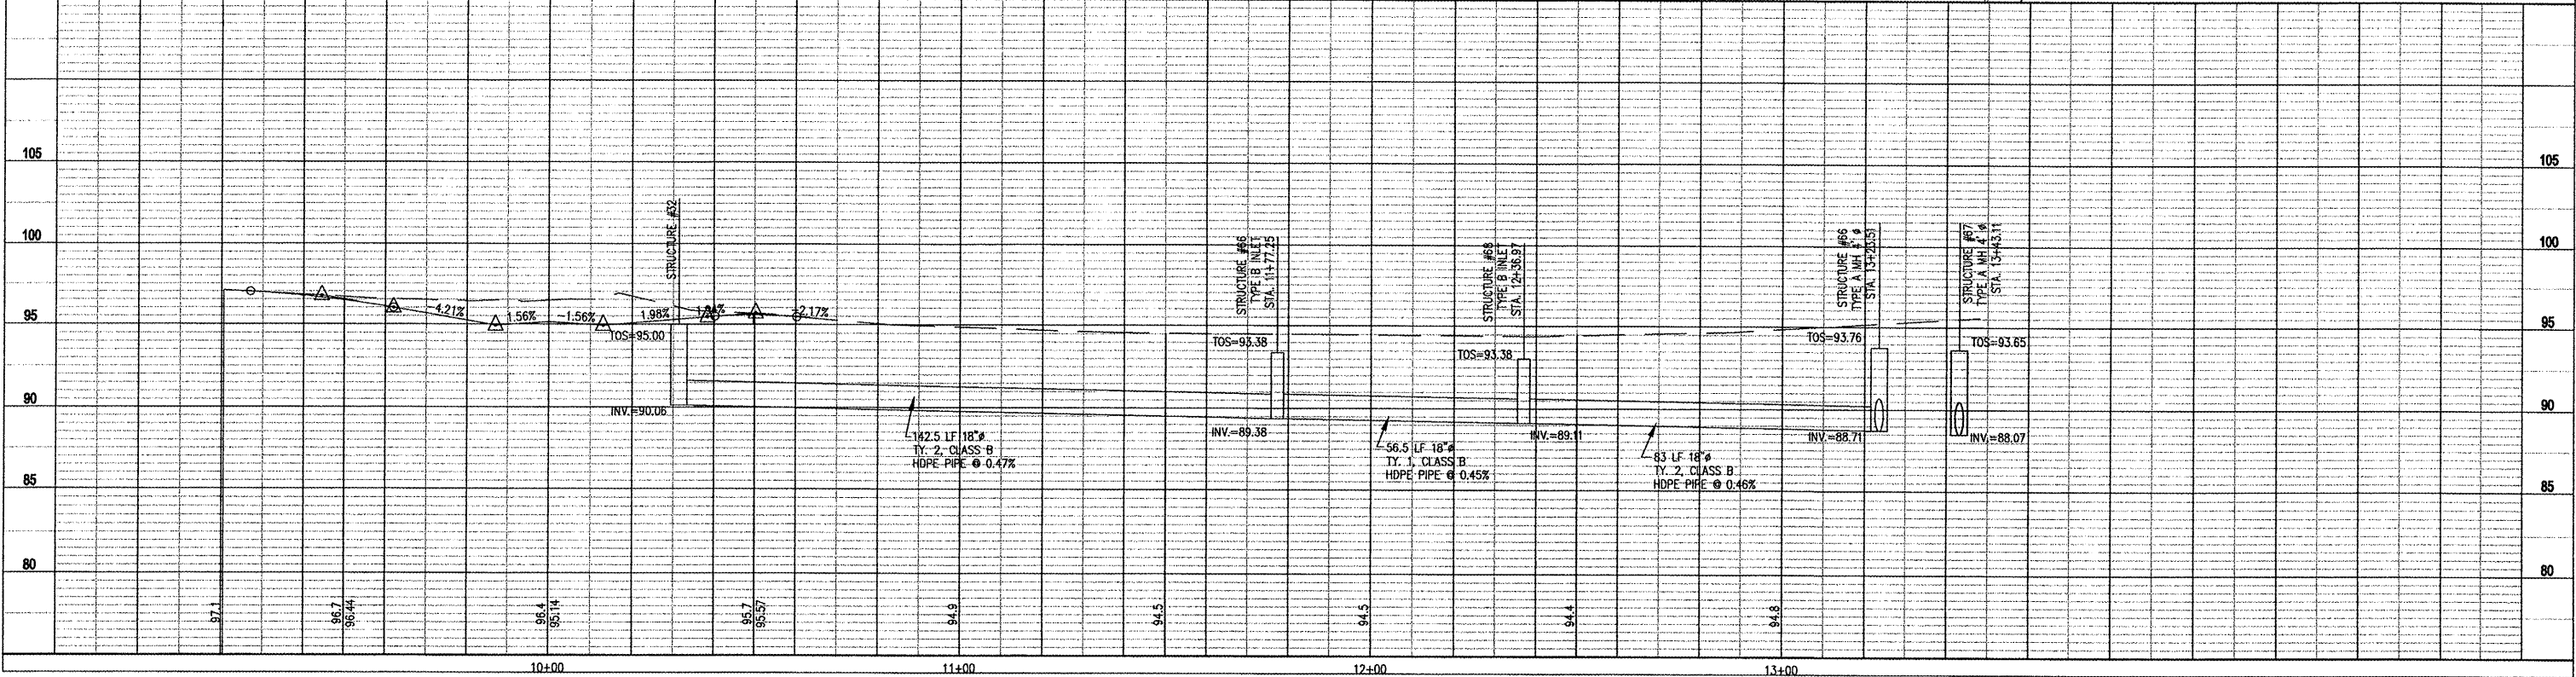 105
105
100
100
95
95
90
90
85
85
80
80
STRUCTURE #32
STRUCTURE #66
TYPE B INLET
STA. 11+77.25
STRUCTURE #68
TYPE B INLET
STA. 12+36.97
STRUCTURE #66
TYPE A MH 4' ø
STA. 13+23.51
STRUCTURE #67
TYPE A MH 4' ø
STA. 13+43.11
-4.21%
1.56%
-1.56%
1.98%
-2.17%
TOS=95.00
TOS=93.38
TOS=93.38
TOS=93.76
TOS=93.65
INV.=90.06
INV.=89.38
INV.=89.11
INV.=88.71
INV.=88.07
142.5 LF 18"ø
TY. 2, CLASS B
HDPE PIPE @ 0.47%
56.5 LF 18"ø
TY. 1, CLASS B
HDPE PIPE @ 0.45%
83 LF 18"ø
TY. 2, CLASS B
HDPE PIPE @ 0.46%
97.1
96.7
96.44
96.4
95.14
95.7
95.57
94.9
94.5
94.5
94.4
94.8
10+00
11+00
12+00
13+00